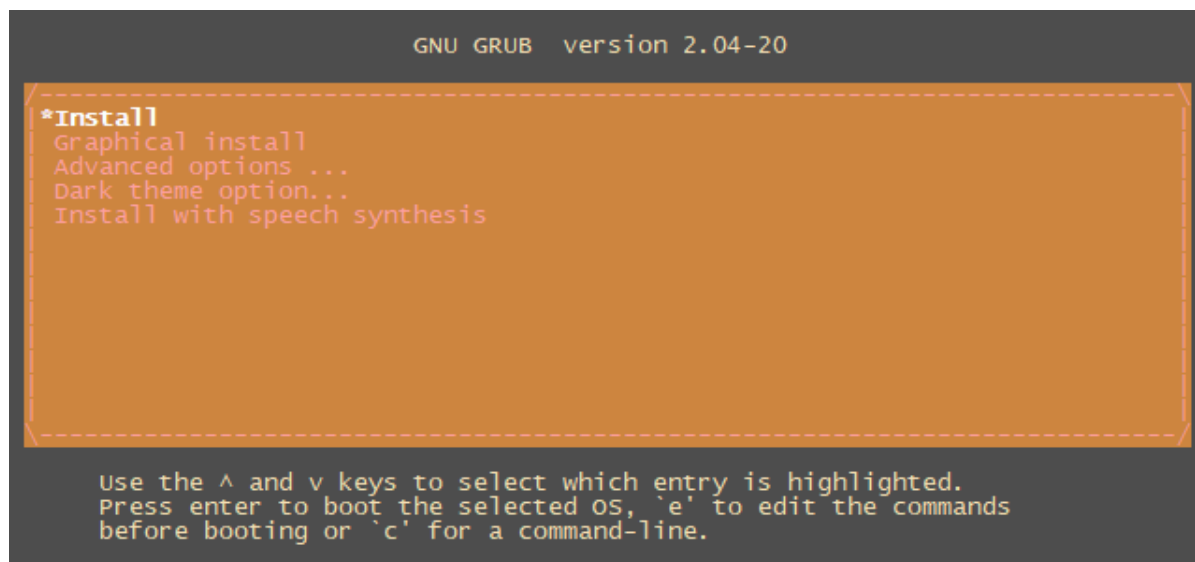 GNU GRUB  version 2.04-20
/----------------------------------------------------------------------------\
*Install
Graphical install
Advanced options ...
Dark theme option...
Install with speech synthesis
\----------------------------------------------------------------------------/
Use the ^ and v keys to select which entry is highlighted.
Press enter to boot the selected OS, `e' to edit the commands
before booting or `c' for a command-line.